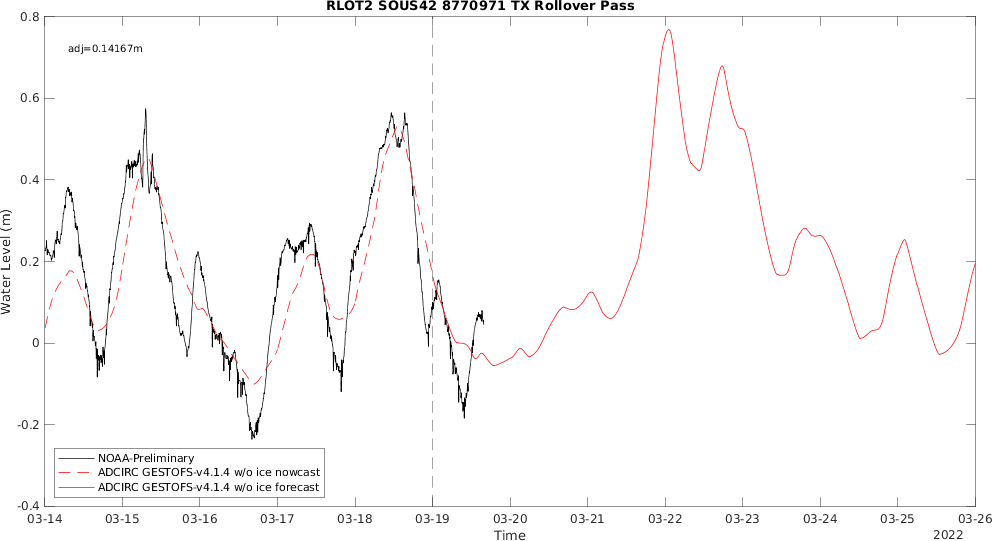 RLOT2 SOUS42 8770971 TX Rollover Pass
0.8
adj=0.14167m
0.6
0.4
0.2
0
-0.2
-0.4
Water Level (m)
NOAA-Preliminary
ADCIRC GESTOFS-v4.1.4 w/o ice nowcast
ADCIRC GESTOFS-v4.1.4 w/o ice forecast
03-14 03-15 03-16 03-17 03-18 03-19 03-20 03-21 03-22 03-23 03-24 03-25 03-26
Time
2022